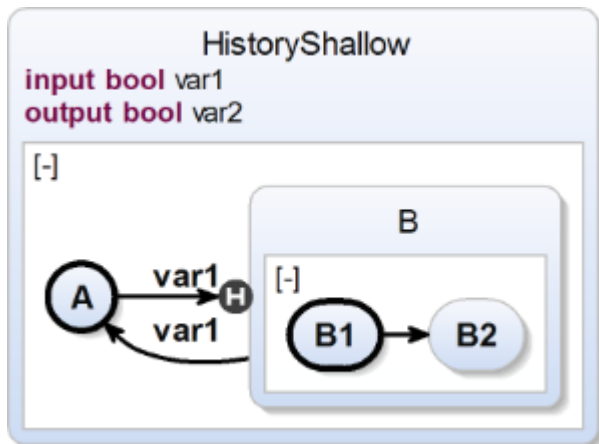 HistoryShallow
input bool var1
output bool var2
[-]
B
A
var1
H
var1
[-]
B1
B2